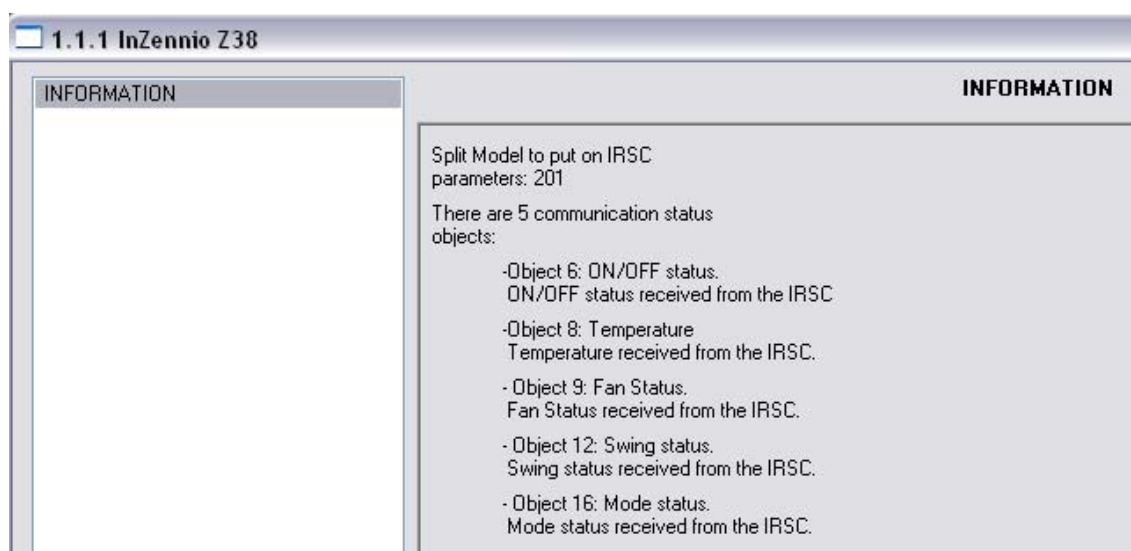 1.1.1 InZennio Z38
INFORMATION
INFORMATION
Split Model to put on IRSC
parameters: 201
There are 5 communication status
objects:
-Object 6: ON/OFF status.
ON/OFF status received from the IRSC
-Object 8: Temperature
Temperature received from the IRSC.
- Object 9: Fan Status.
Fan Status received from the IRSC.
- Object 12: Swing status.
Swing status received from the IRSC.
- Object 16: Mode status.
Mode status received from the IRSC.